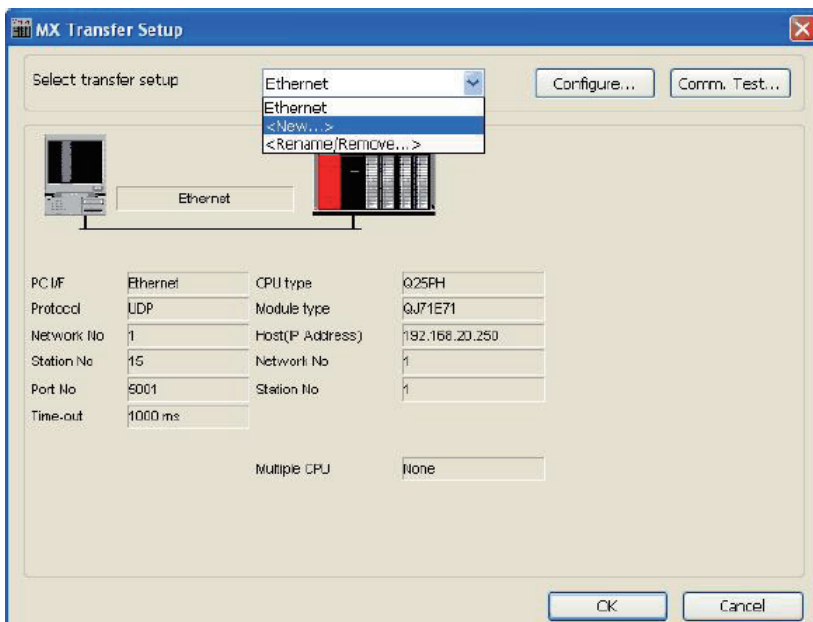 MX Transfer Setup
Select transfer setup
Ethernet
Configure...
Comm. Test...
Ethernet
<New...>
<Rename/Remove...>
Ethernet
PC I/F Ethernet CPU type Q25PH
Protocol UDP Module type QJ71E71
Network No 1 Host(IP Address) 192.168.20.250
Station No 15 Network No 1
Port No 5001 Station No 1
Time-out 1000 ms
Multiple CPU None
OK Cancel